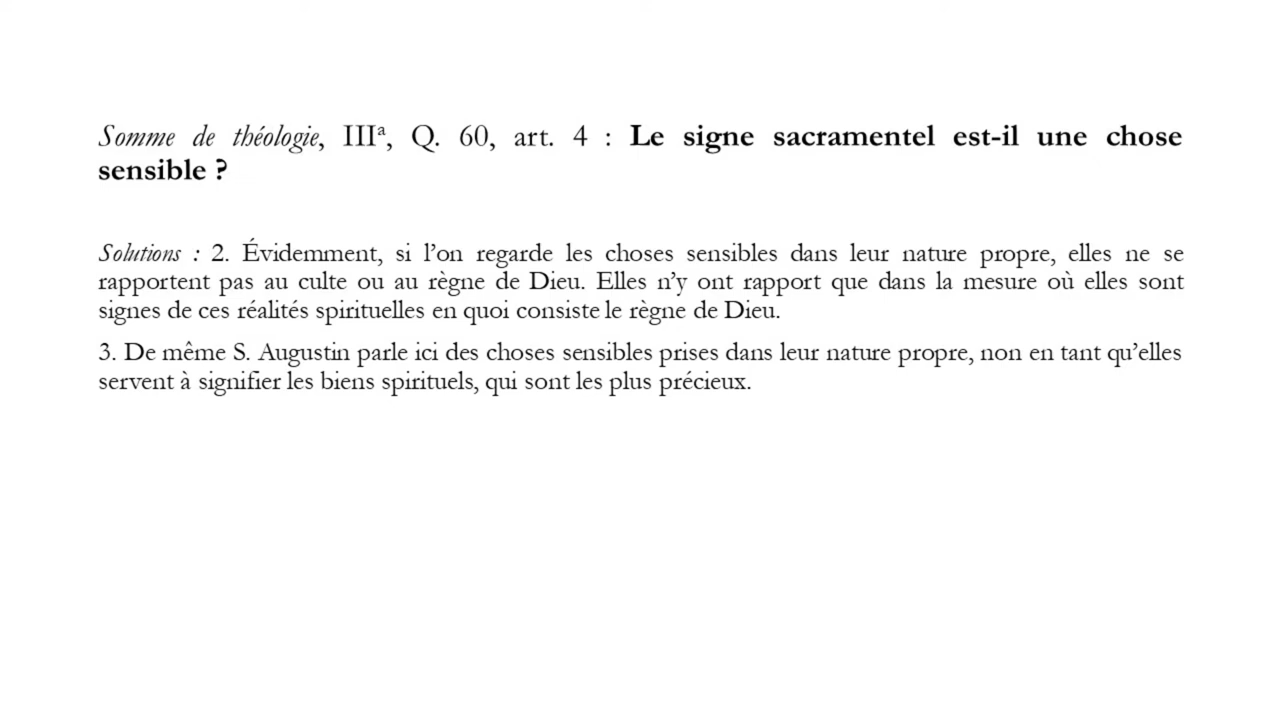 Somme de théologie, IIIª, Q. 60, art. 4 : Le signe sacramentel est-il une chose
sensible ?
Solutions : 2. Évidemment, si l’on regarde les choses sensibles dans leur nature propre, elles ne se
rapportent pas au culte ou au règne de Dieu. Elles n’y ont rapport que dans la mesure où elles sont
signes de ces réalités spirituelles en quoi consiste le règne de Dieu.
3. De même S. Augustin parle ici des choses sensibles prises dans leur nature propre, non en tant qu’elles
servent à signifier les biens spirituels, qui sont les plus précieux.